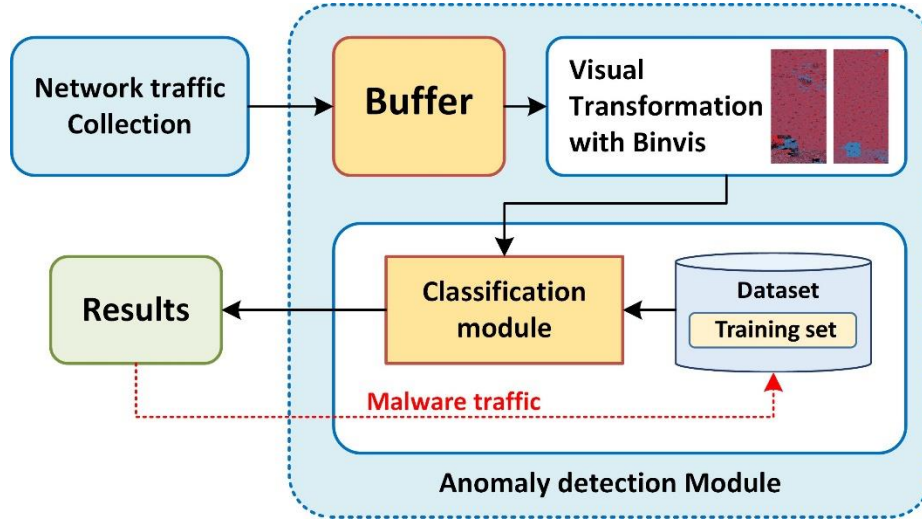 Network traffic
Collection
Buffer
Visual
Transformation
with Binvis
Results
Classification
module
Dataset
Training set
Malware traffic
Anomaly detection Module